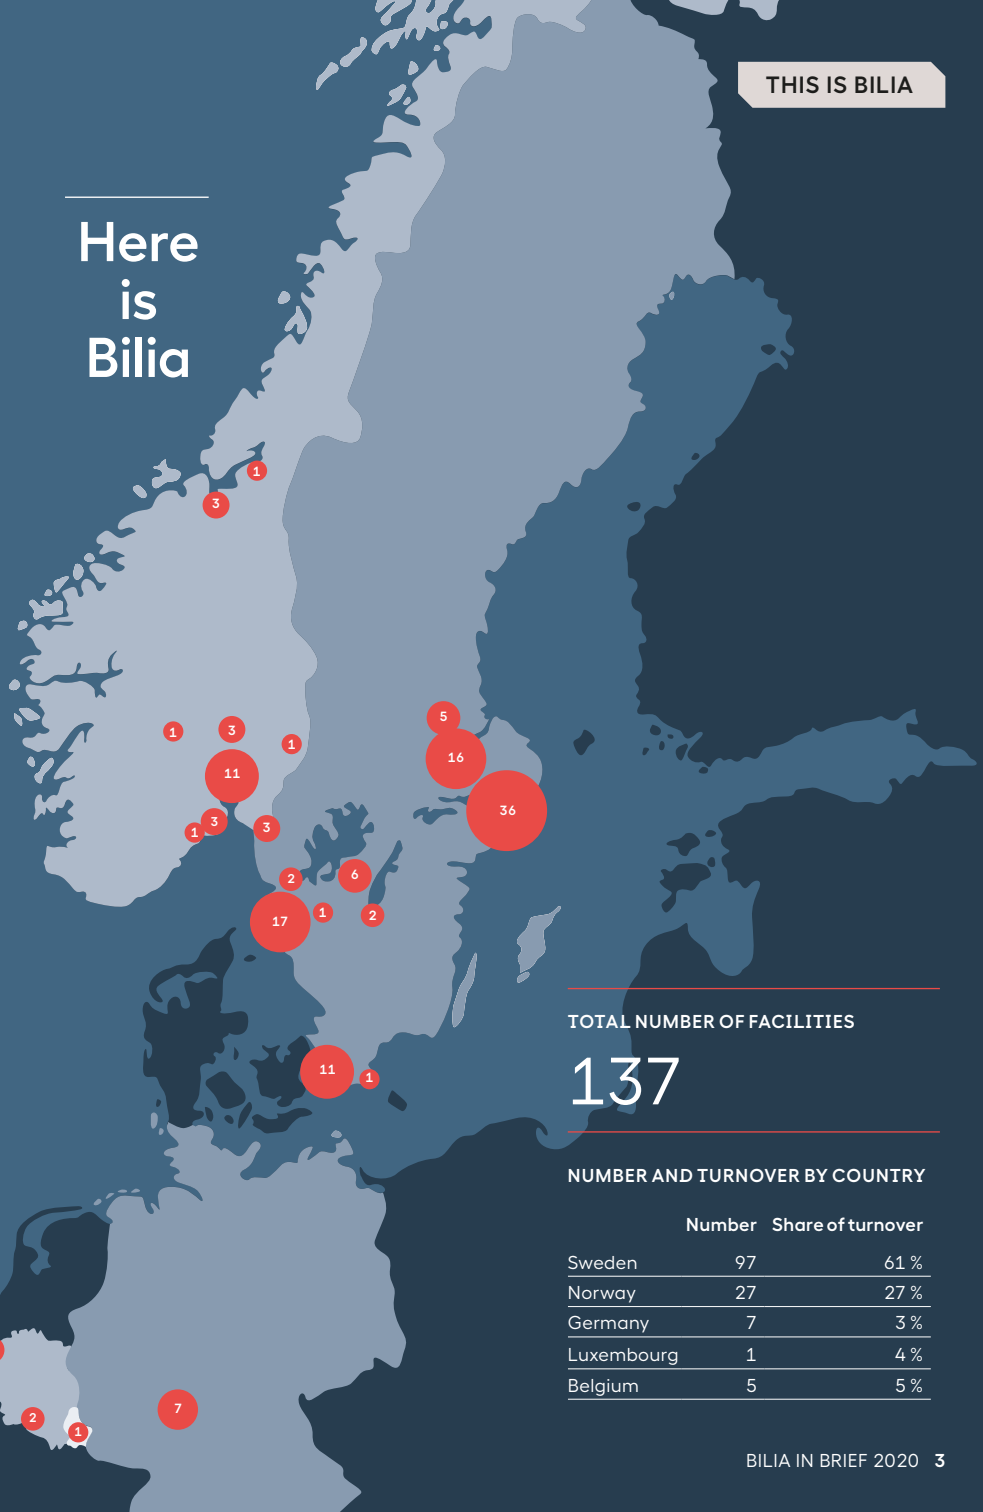 THIS IS BILIA
Here
is
Bilia
1
3
1
3
1
11
1
3
3
5
16
36
2
6
17
1
2
11
1
TOTAL NUMBER OF FACILITIES
137
NUMBER AND TURNOVER BY COUNTRY
Number Share of turnover
Sweden 97 61 %
Norway 27 27 %
Germany 7 3 %
Luxembourg 1 4 %
Belgium 5 5 %
7
2
1
BILIA IN BRIEF 2020 3